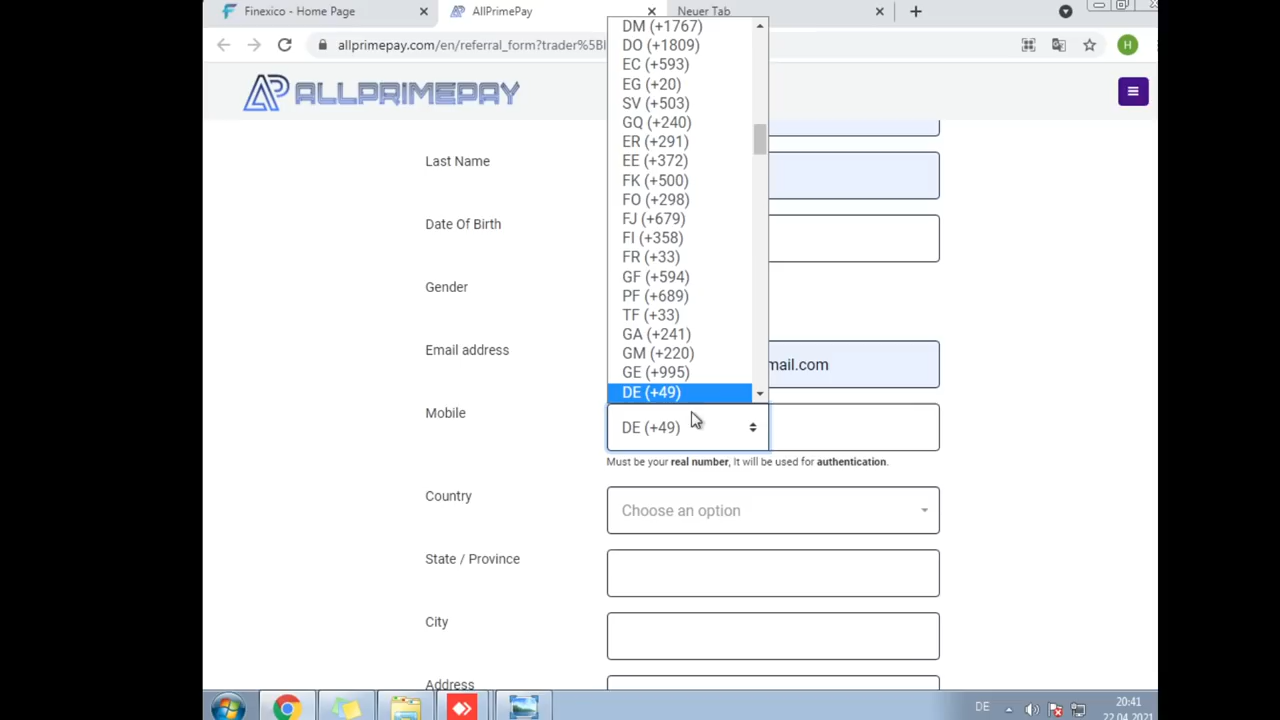 Finexico - Home Page
AllPrimePay
Neuer Tab
allprimepay.com/en/referral_form?trader%5B
H
ALLPRIMEPAY
DM (+1767)
DO (+1809)
EC (+593)
EG (+20)
SV (+503)
GQ (+240)
ER (+291)
EE (+372)
FK (+500)
FO (+298)
FJ (+679)
FI (+358)
FR (+33)
GF (+594)
PF (+689)
TF (+33)
GA (+241)
GM (+220)
GE (+995)
DE (+49)
Last Name
Date Of Birth
Gender
Email address
mail.com
Mobile
DE (+49)
Must be your real number, It will be used for authentication.
Country
Choose an option
State / Province
City
Address
DE
20:41
22.04.2021